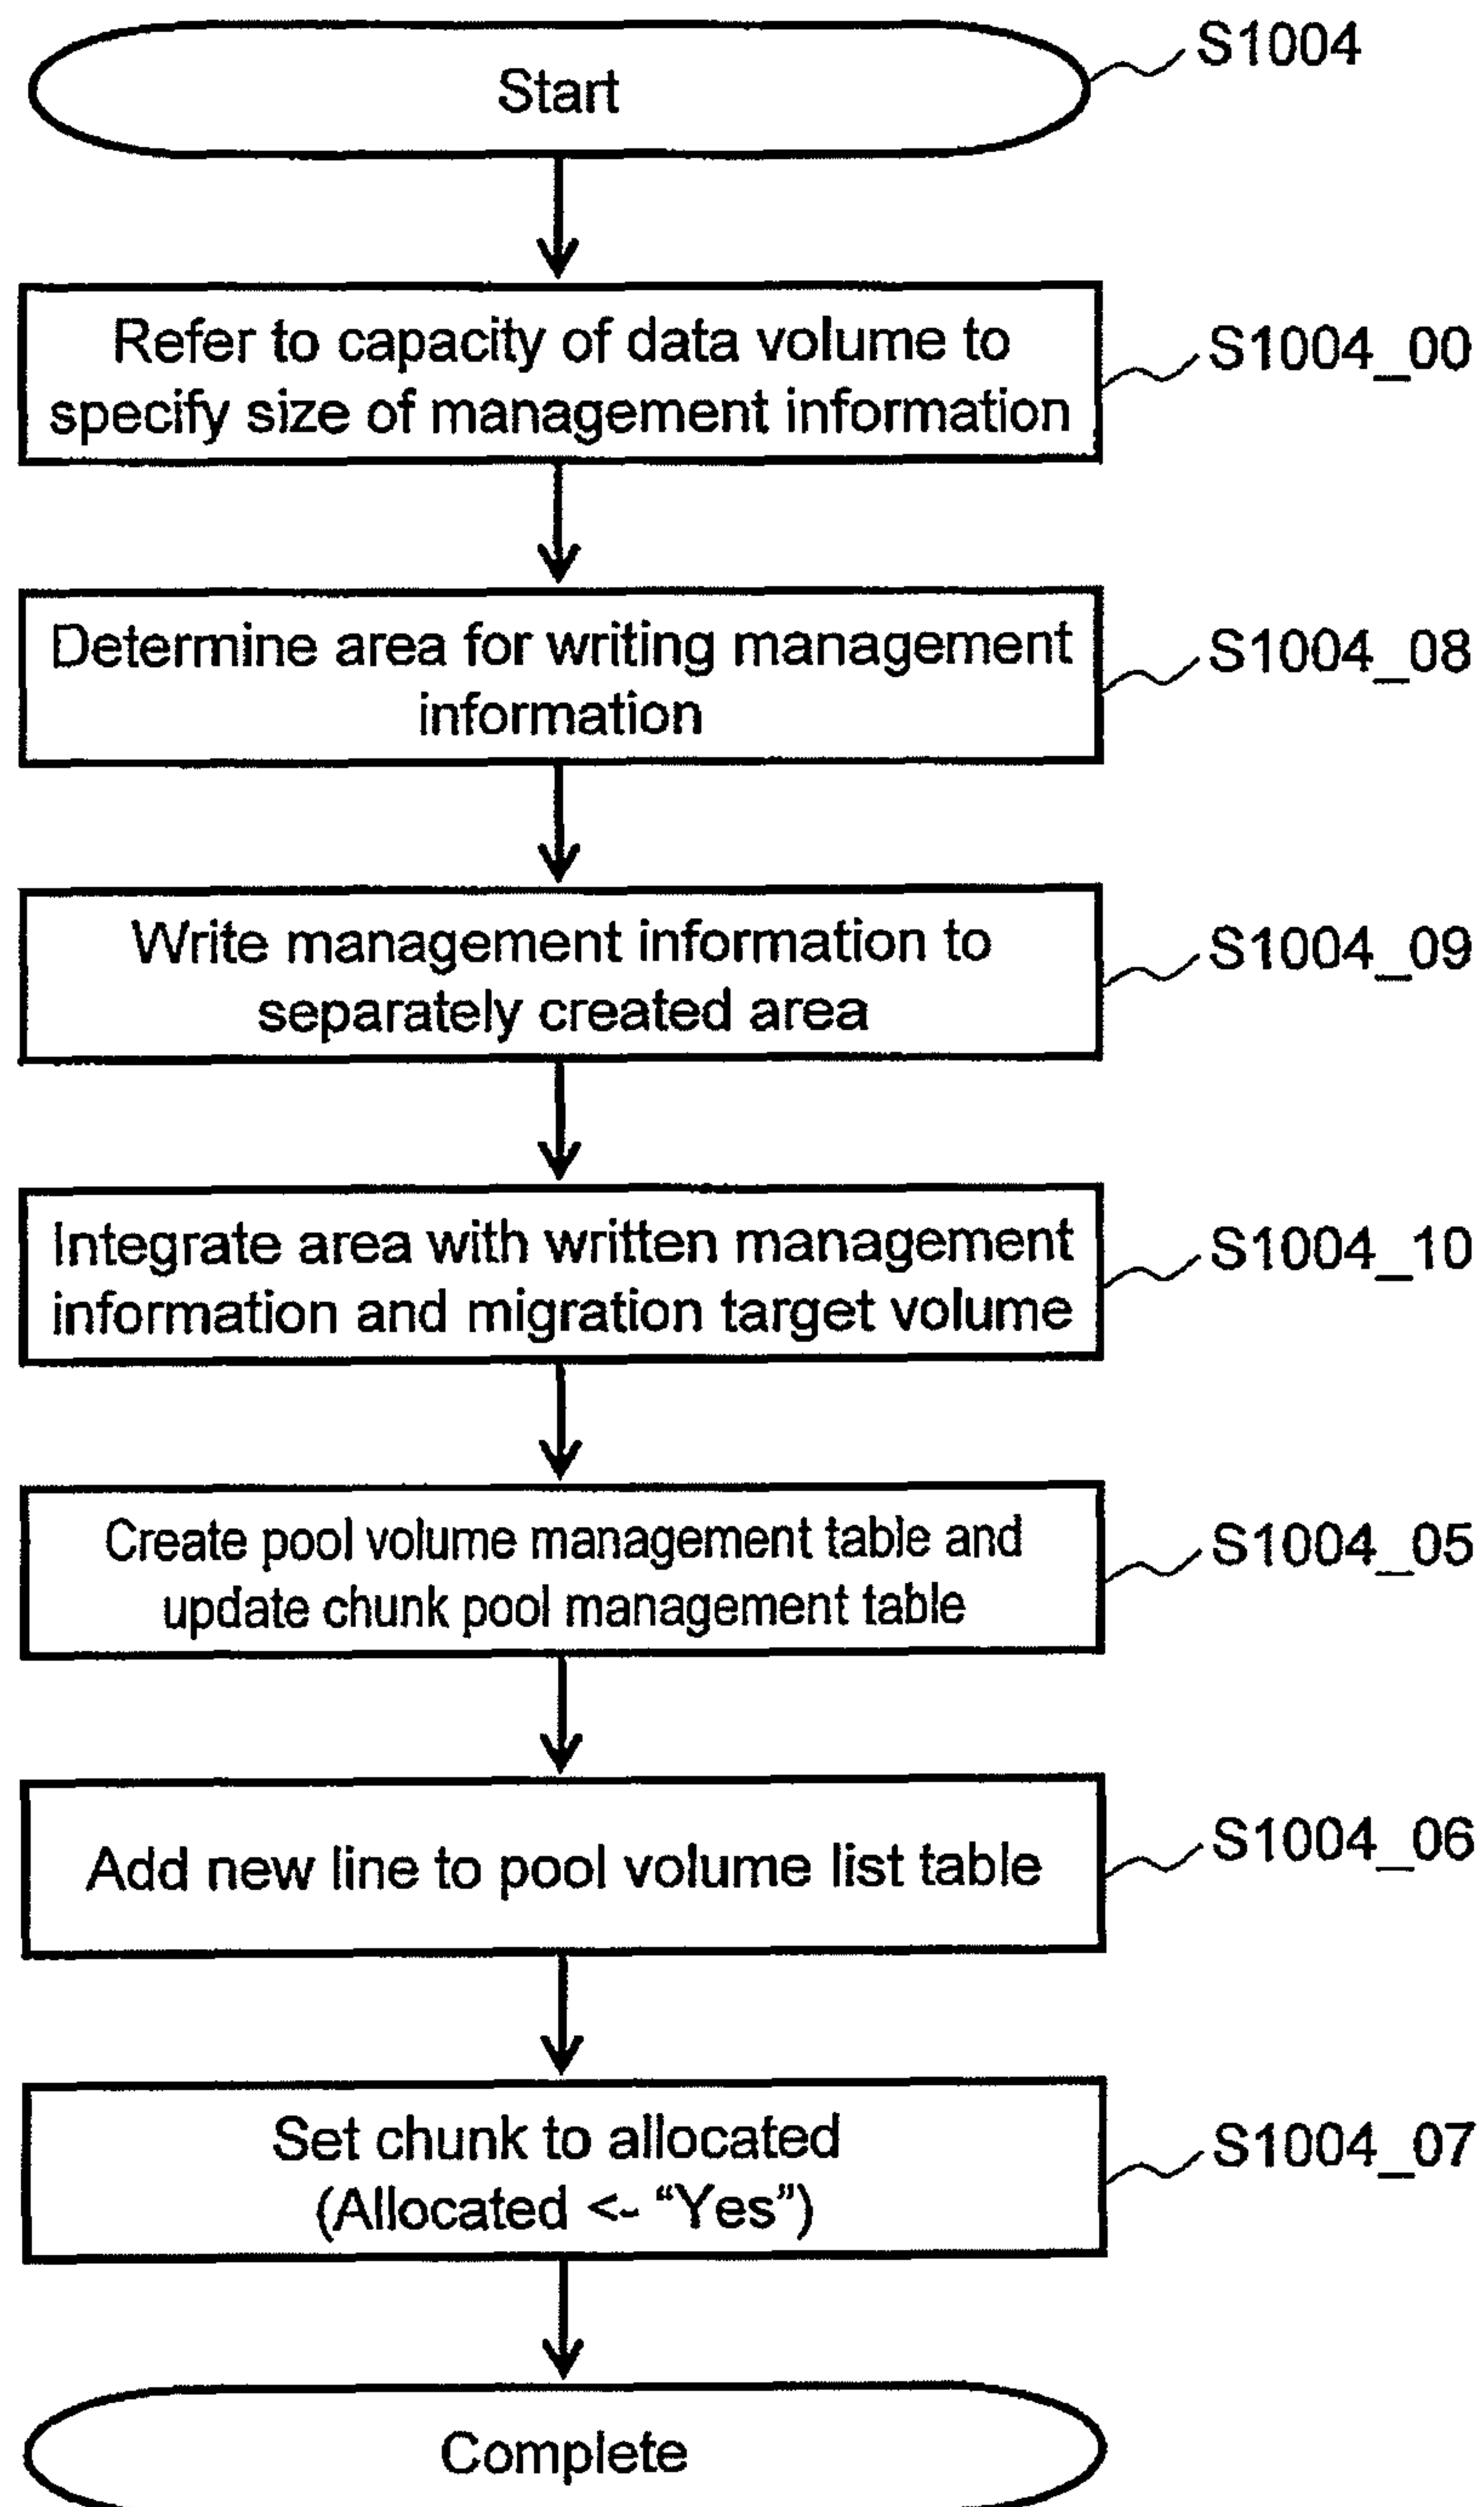 Start
S1004
Refer to capacity of data volume to
specify size of management information
S1004_00
Determine area for writing management
information
S1004_08
Write management information to
separately created area
S1004_09
Integrate area with written management
information and migration target volume
S1004_10
Create pool volume management table and
update chunk pool management table
S1004_05
Add new line to pool volume list table
S1004_06
Set chunk to allocated
(Allocated <- “Yes”)
S1004_07
Complete